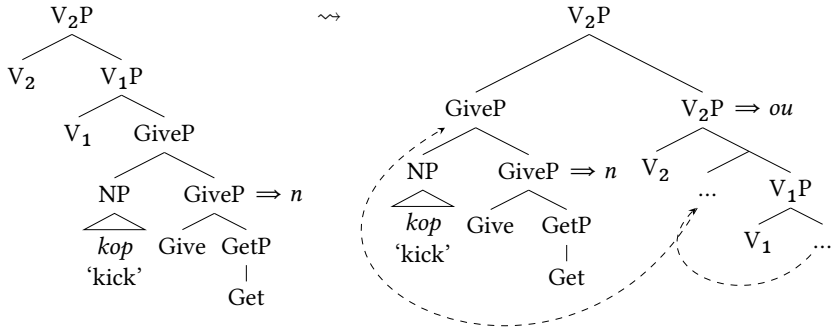 V₂P ⇝ V₂P
V₂ V₁P
V₁ GiveP GiveP V₂P ⇒ ou
NP GiveP ⇒ n NP GiveP ⇒ n V₂ ... V₁P
kop Give GetP kop Give GetP V₁ ...
‘kick’ ‘kick’
Get Get